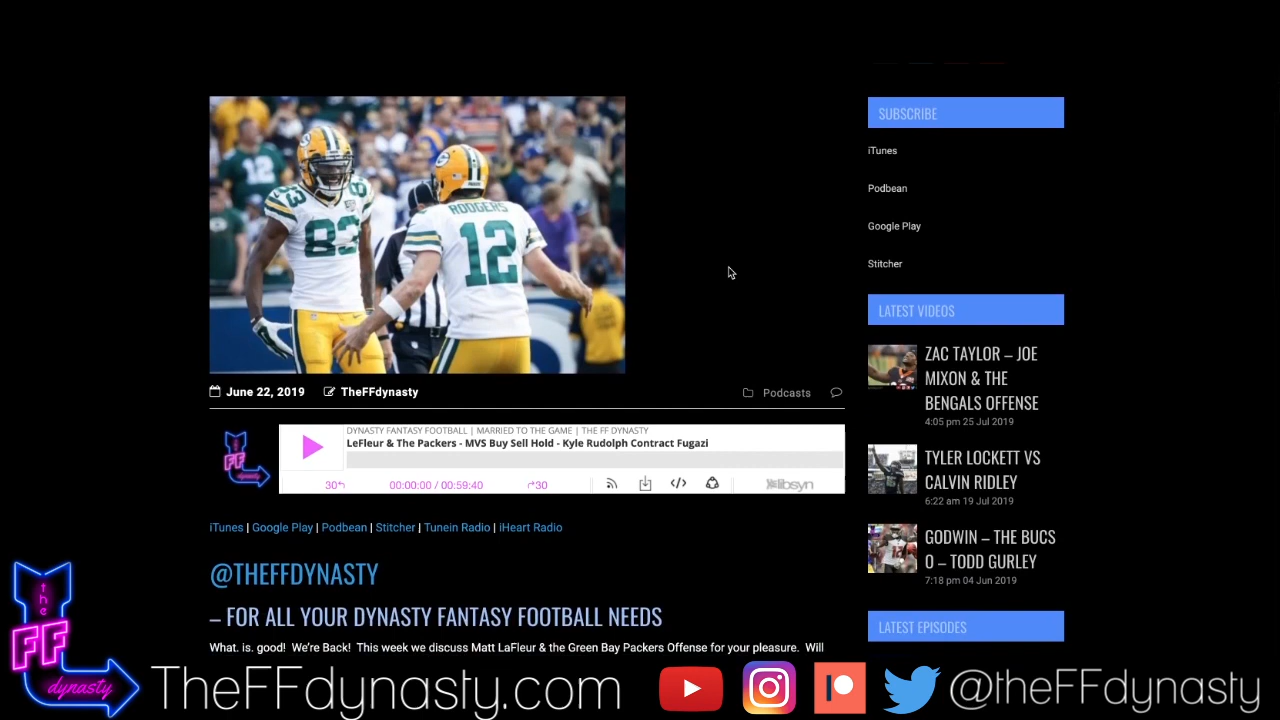 12
83
83
RODGERS
12
June 22, 2019
TheFFdynasty
Podcasts
DYNASTY FANTASY FOOTBALL | MARRIED TO THE GAME | THE FF DYNASTY
LeFleur & The Packers - MVS Buy Sell Hold - Kyle Rudolph Contract Fugazi
the
FF
dynasty
30
00:00:00 / 00:59:40
30
libsyn
iTunes | Google Play | Podbean | Stitcher | Tunein Radio | iHeart Radio
@THEFFDYNASTY
– FOR ALL YOUR DYNASTY FANTASY FOOTBALL NEEDS
What. is. good! We're Back! This week we discuss Matt LaFleur & the Green Bay Packers Offense for your pleasure. Will
SUBSCRIBE
iTunes
Podbean
Google Play
Stitcher
LATEST VIDEOS
ZAC TAYLOR – JOE
MIXON & THE
BENGALS OFFENSE
4:05 pm 25 Jul 2019
TYLER LOCKETT VS
CALVIN RIDLEY
6:22 am 19 Jul 2019
GODWIN – THE BUCS
O – TODD GURLEY
7:18 pm 04 Jun 2019
LATEST EPISODES
the
FF
dynasty
TheFFdynasty.com
@theFFdynasty